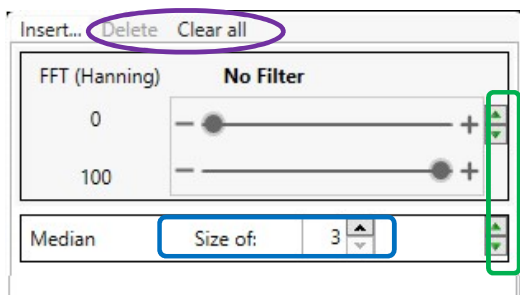 Insert... Delete Clear all
FFT (Hanning) No Filter
0 − +
100 − +
Median Size of: 3